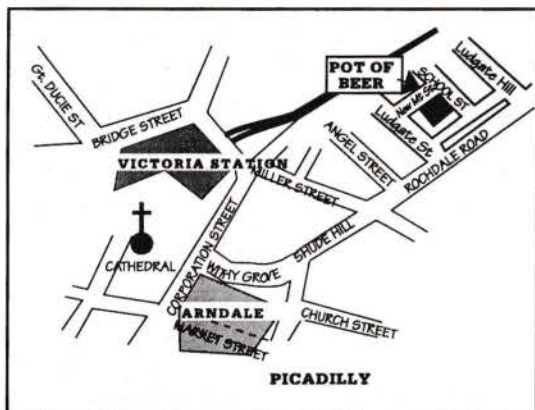 Gt. DUCIE ST
BRIDGE STREET
POT OF
BEER
Ludgate Hill
SCHOOL ST
New Mt St
Ludgate St
ANGEL STREET
ROCHDALE ROAD
VICTORIA STATION
MILLER STREET
CORPORATION STREET
SHUDE HILL
CATHEDRAL
WITHY GROVE
ARNDALE
MARKET STREET
CHURCH STREET
PICADILLY